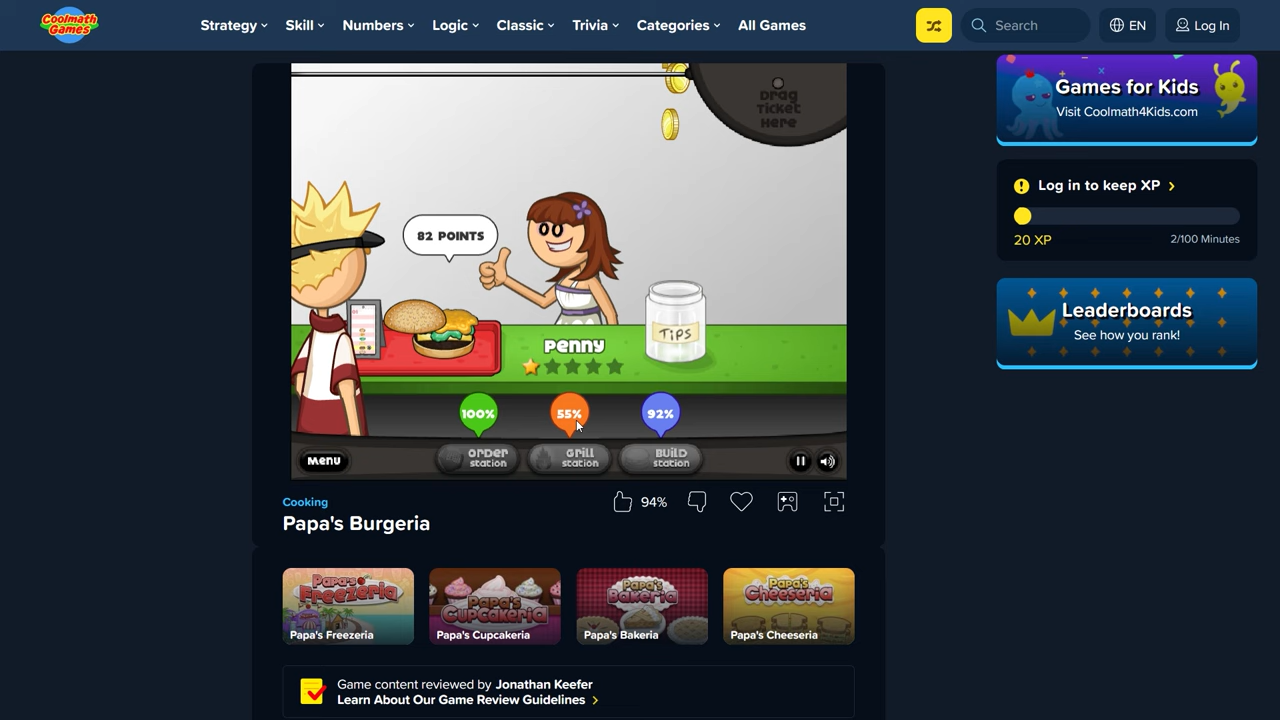 Coolmath Games
Strategy Skill Numbers Logic Classic Trivia Categories All Games Search EN Log In
Drag Ticket Here
82 POINTS
TIPS
Penny
100% 55% 92%
Menu Order Station Grill Station Build Station
Cooking
94%
Papa's Burgeria
Papa's Freezeria
Papa's Freezeria
Papa's Cupcakeria
Papa's Cupcakeria
Papa's Bakeria
Papa's Bakeria
Papa's Cheeseria
Papa's Cheeseria
Game content reviewed by Jonathan Keefer
Learn About Our Game Review Guidelines
Games for Kids
Visit Coolmath4Kids.com
Log in to keep XP
20 XP 2/100 Minutes
Leaderboards
See how you rank!